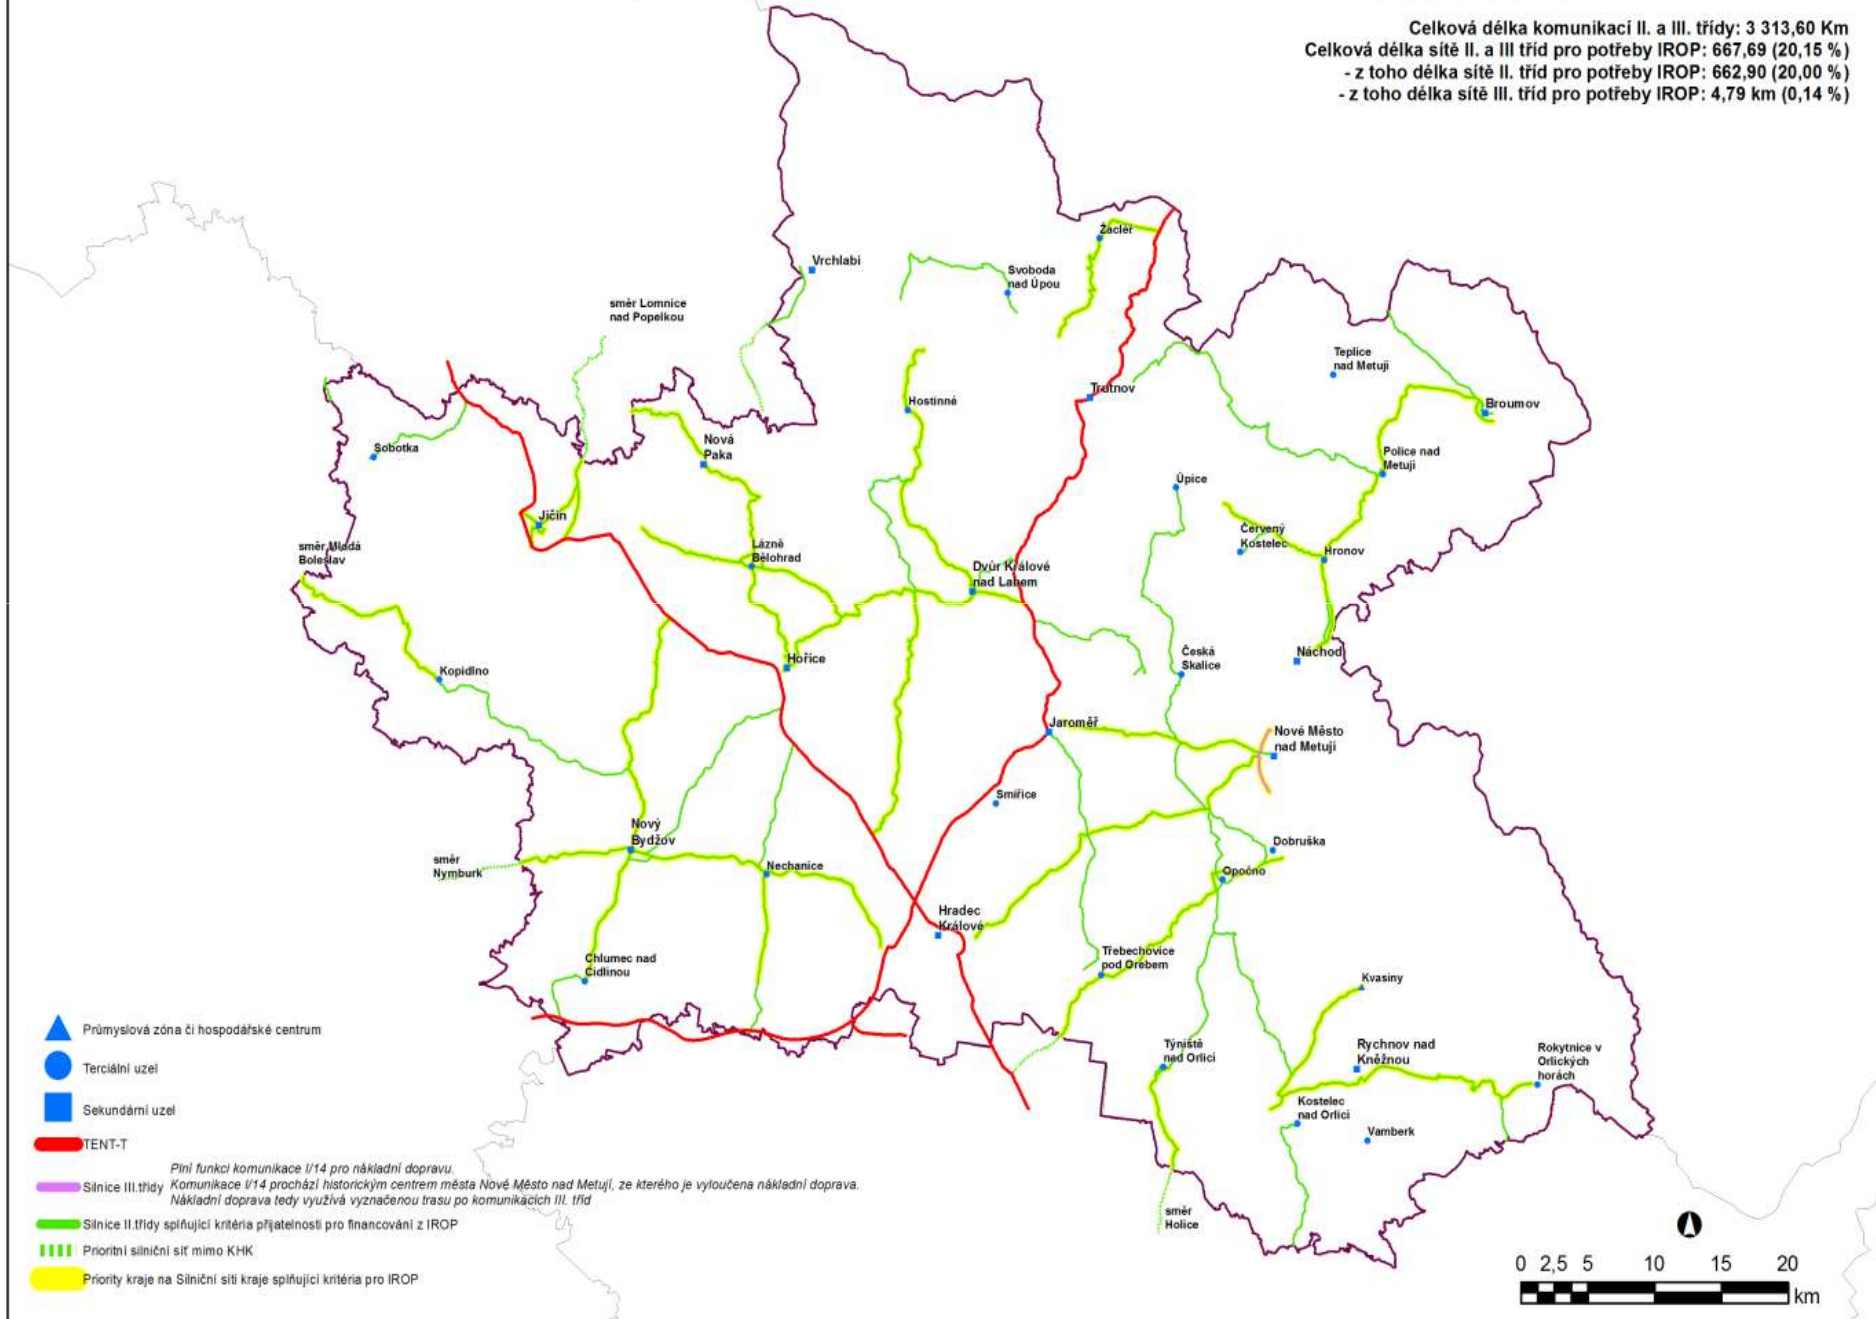 Celková délka komunikací II. a III. třídy: 3 313,60 Km
Celková délka sítě II. a III tříd pro potřeby IROP: 667,69 (20,15 %)
- z toho délka sítě II. tříd pro potřeby IROP: 662,90 (20,00 %)
- z toho délka sítě III. tříd pro potřeby IROP: 4,79 km (0,14 %)
Žacléř
Vrchlabí
Svoboda
nad Úpou
směr Lomnice
nad Popelkou
Teplice
nad Metují
Trutnov
Hostinné
Broumov
Nová
Paka
Sobotka
Police nad
Metují
Úpice
Jičín
Červený
Kostelec
směr Mladá
Boleslav
Lázně
Bělohrad
Hronov
Dvůr Králové
nad Labem
Hořice
Česká
Skalice
Náchod
Kopidlno
Jaroměř
Nové Město
nad Metují
Smiřice
Nový
Bydžov
Dobruška
směr
Nymburk
Nechanice
Opočno
Hradec
Králové
Chlumec nad
Cidlinou
Třebechovice
pod Orebem
Kvasiny
Týniště
nad Orlicí
Rychnov nad
Kněžnou
Rokytnice v
Orlických
horách
Kostelec
nad Orlicí
Vamberk
směr
Holice
Průmyslová zóna či hospodářské centrum
Terciální uzel
Sekundární uzel
TENT-T
Plní funkci komunikace I/14 pro nákladní dopravu.
Silnice III.třídy Komunikace I/14 prochází historickým centrem města Nové Město nad Metují, ze kterého je vyloučena nákladní doprava.
Nákladní doprava tedy využívá vyznačenou trasu po komunikacích III. tříd
Silnice II.třídy splňující kritéria přijatelnosti pro financování z IROP
Prioritní silniční síť mimo KHK
Priority kraje na Silniční síti kraje splňující kritéria pro IROP
0 2,5 5 10 15 20
km